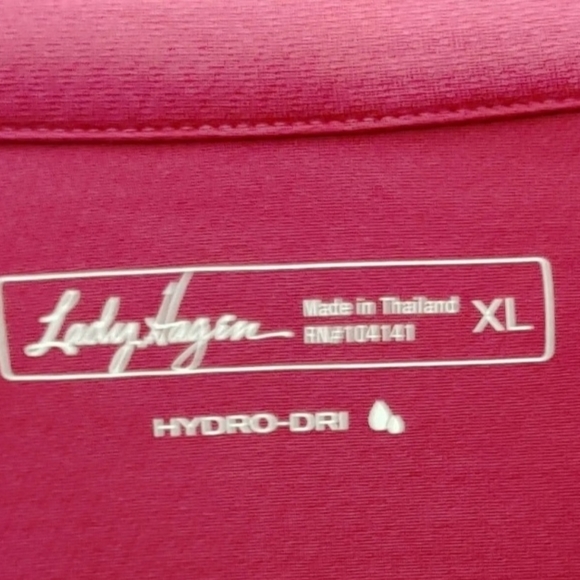 Lady Hagen
Made in Thailand
RN#104141
XL
HYDRO-DRI